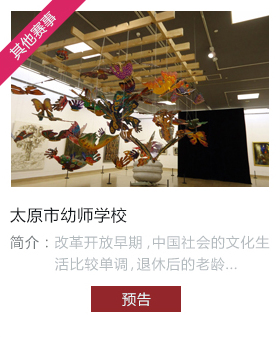 其他赛事
太原市幼师学校
简介：改革开放早期,中国社会的文化生
活比较单调,退休后的老龄...
预告